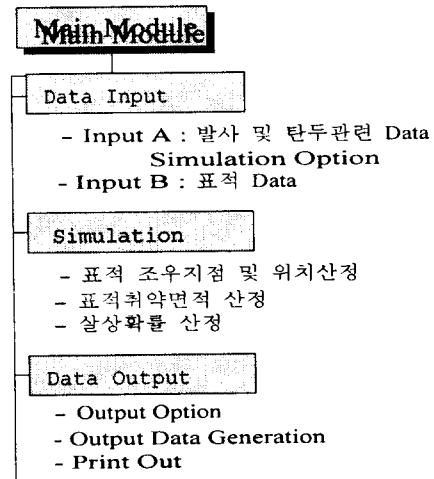 Main Module
Data Input
- Input A : 발사 및 탄두관련 Data
Simulation Option
- Input B : 표적 Data
Simulation
- 표적 조우지점 및 위치산정
- 표적취약면적 산정
- 살상확률 산정
Data Output
- Output Option
- Output Data Generation
- Print Out